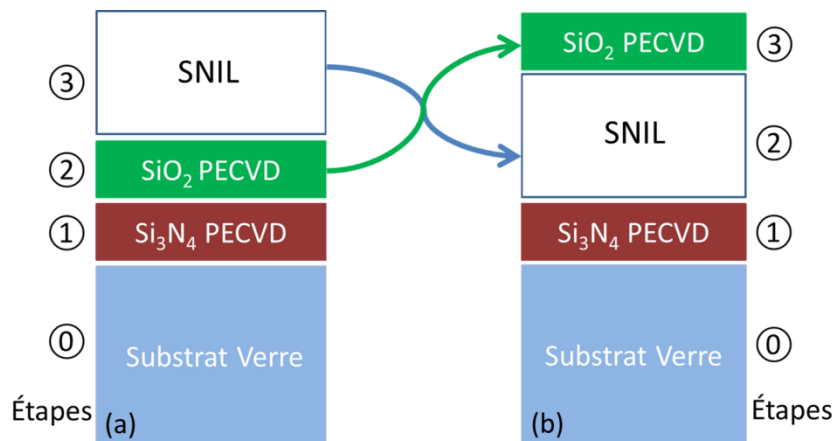 SNIL
③
SiO₂ PECVD
②
Si₃N₄ PECVD
①
Substrat Verre
⓪
Étapes
(a)
SiO₂ PECVD
③
SNIL
②
Si₃N₄ PECVD
①
Substrat Verre
⓪
(b)
Étapes